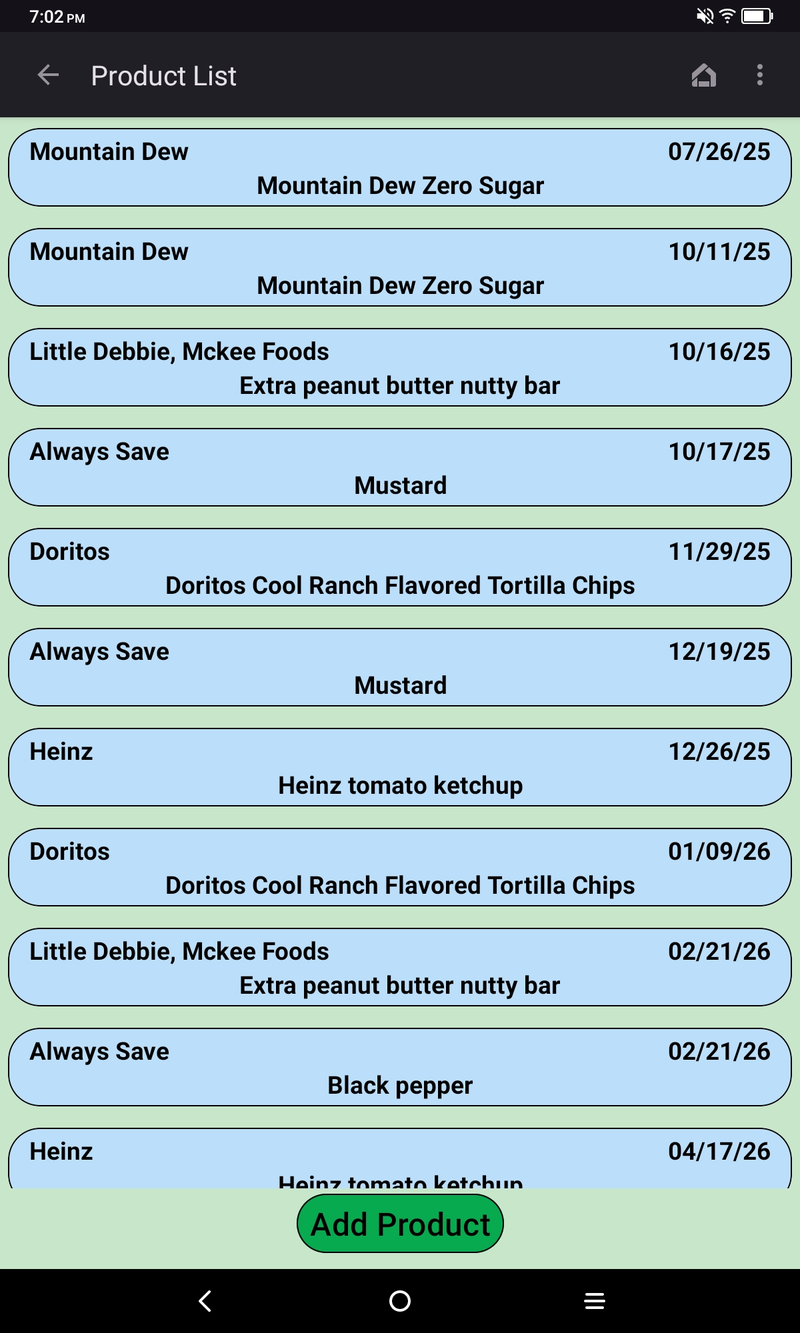 7:02 PM
Product List
Mountain Dew 07/26/25
Mountain Dew Zero Sugar
Mountain Dew 10/11/25
Mountain Dew Zero Sugar
Little Debbie, Mckee Foods 10/16/25
Extra peanut butter nutty bar
Always Save 10/17/25
Mustard
Doritos 11/29/25
Doritos Cool Ranch Flavored Tortilla Chips
Always Save 12/19/25
Mustard
Heinz 12/26/25
Heinz tomato ketchup
Doritos 01/09/26
Doritos Cool Ranch Flavored Tortilla Chips
Little Debbie, Mckee Foods 02/21/26
Extra peanut butter nutty bar
Always Save 02/21/26
Black pepper
Heinz 04/17/26
Heinz tomato ketchup
Add Product